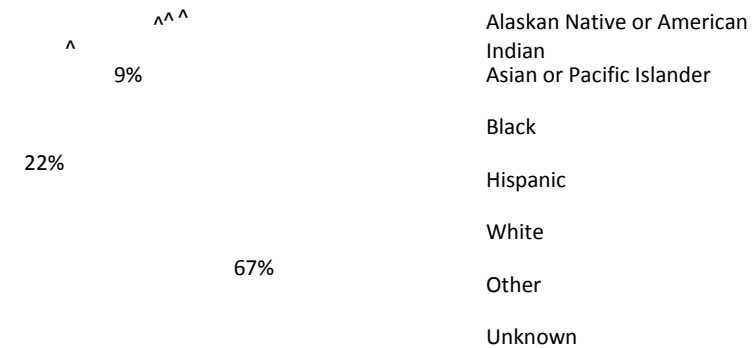 ^^ ^
^
9%
22%
67%
Alaskan Native or American
Indian
Asian or Pacific Islander
Black
Hispanic
White
Other
Unknown